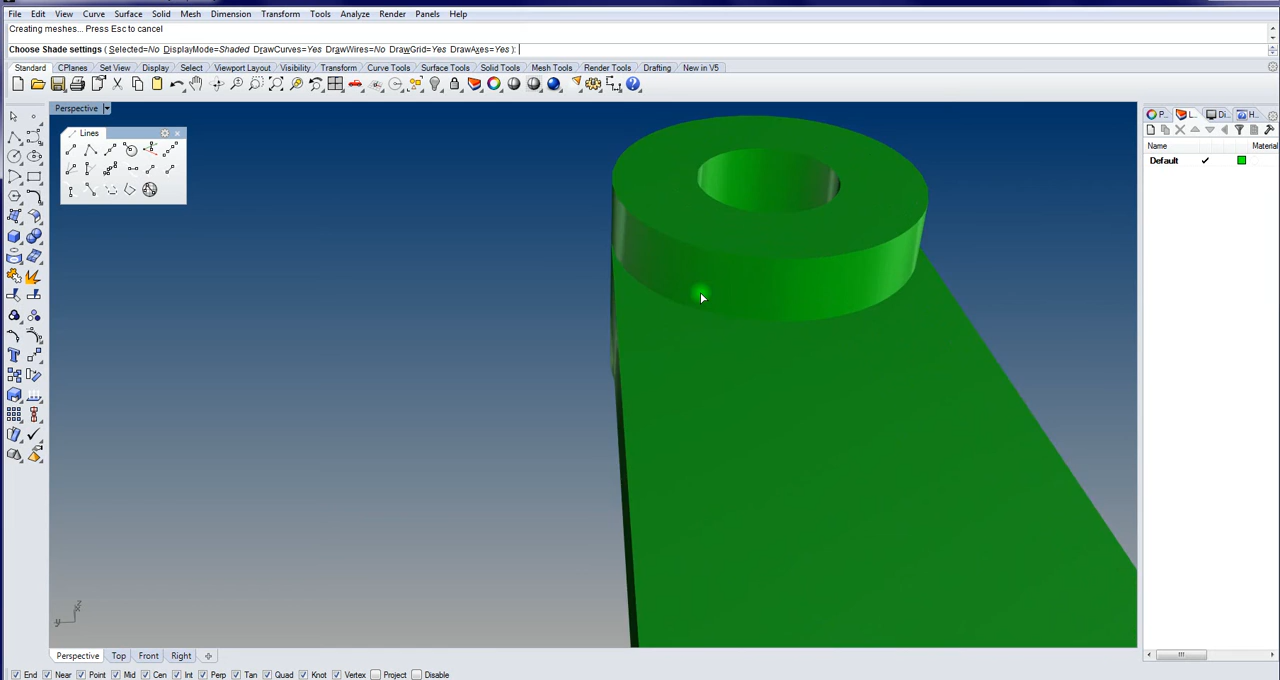 File Edit View Curve Surface Solid Mesh Dimension Transform Tools Analyze Render Panels Help
Creating meshes... Press Esc to cancel
Choose Shade settings ( Selected=No DisplayMode=Shaded DrawCurves=Yes DrawWires=No DrawGrid=Yes DrawAxes=Yes ):
Standard CPlanes Set View Display Select Viewport Layout Visibility Transform Curve Tools Surface Tools Solid Tools Mesh Tools Render Tools Drafting New in V5
Perspective
P... L... Di... H...
Lines
Name Material
Default
z
y
Perspective Top Front Right
End Near Point Mid Cen Int Perp Tan Quad Knot Vertex Project Disable